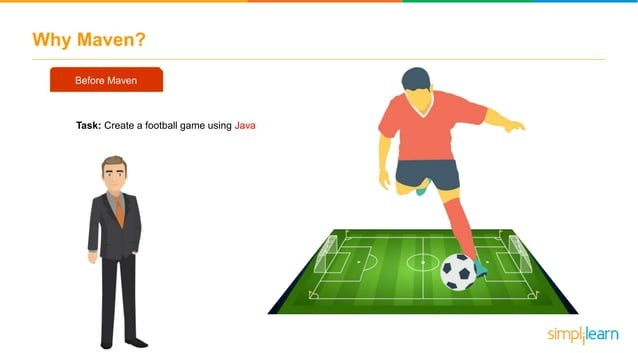 Why Maven?
Before Maven
Task: Create a football game using Java
simplilearn